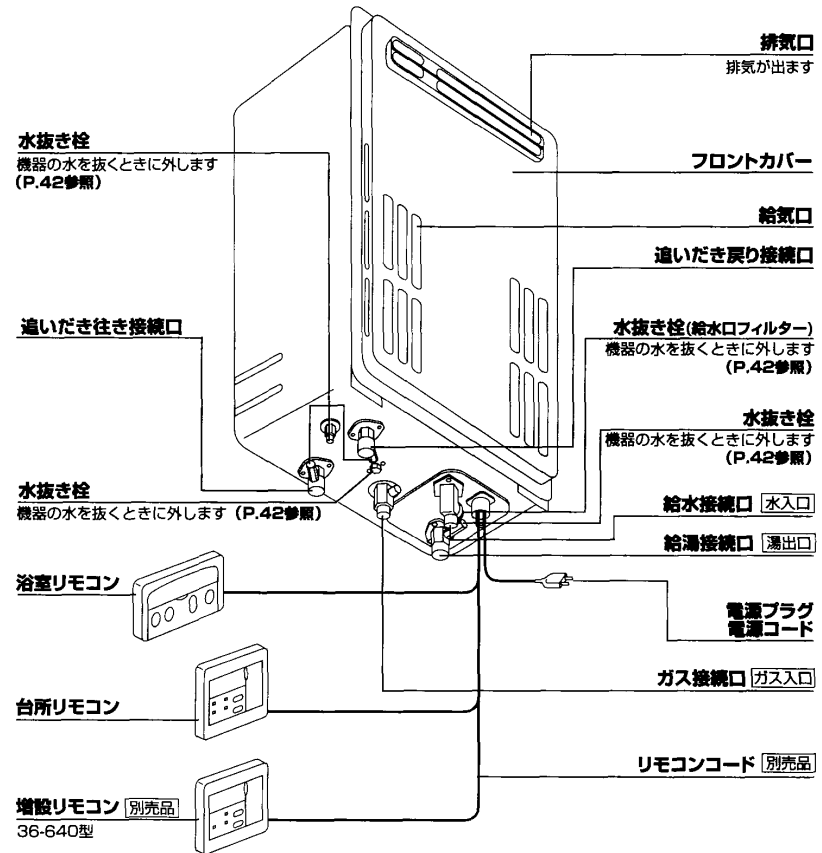 排気口
排気が出ます
水抜き栓
機器の水を抜くときに外します
(P.42参照)
フロントカバー
給気口
追いだき戻り接続口
追いだき往き接続口
水抜き栓(給水口フィルター)
機器の水を抜くときに外します
(P.42参照)
水抜き栓
機器の水を抜くときに外します
(P.42参照)
水抜き栓
機器の水を抜くときに外します (P.42参照)
給水接続口 水入口
給湯接続口 湯出口
浴室リモコン
電源プラグ
電源コード
ガス接続口 ガス入口
台所リモコン
リモコンコード 別売品
増設リモコン 別売品
36-640型